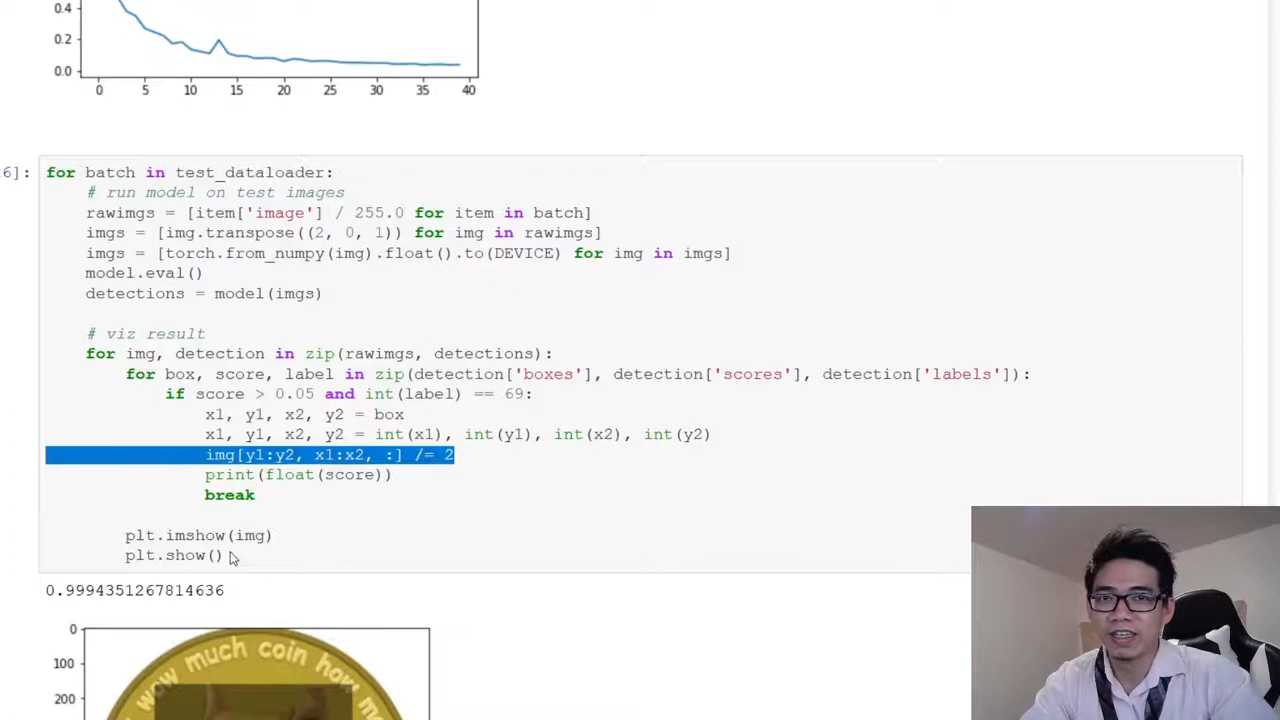 0.4
0.2
0.0
0 5 10 15 20 25 30 35 40
6]:
for batch in test_dataloader:
# run model on test images
rawimgs = [item['image'] / 255.0 for item in batch]
imgs = [img.transpose((2, 0, 1)) for img in rawimgs]
imgs = [torch.from_numpy(img).float().to(DEVICE) for img in imgs]
model.eval()
detections = model(imgs)
# viz result
for img, detection in zip(rawimgs, detections):
for box, score, label in zip(detection['boxes'], detection['scores'], detection['labels']):
if score > 0.05 and int(label) == 69:
x1, y1, x2, y2 = box
x1, y1, x2, y2 = int(x1), int(y1), int(x2), int(y2)
img[y1:y2, x1:x2, :] /= 2
print(float(score))
break
plt.imshow(img)
plt.show()
0.9994351267814636
0
100
200
wow much coin how